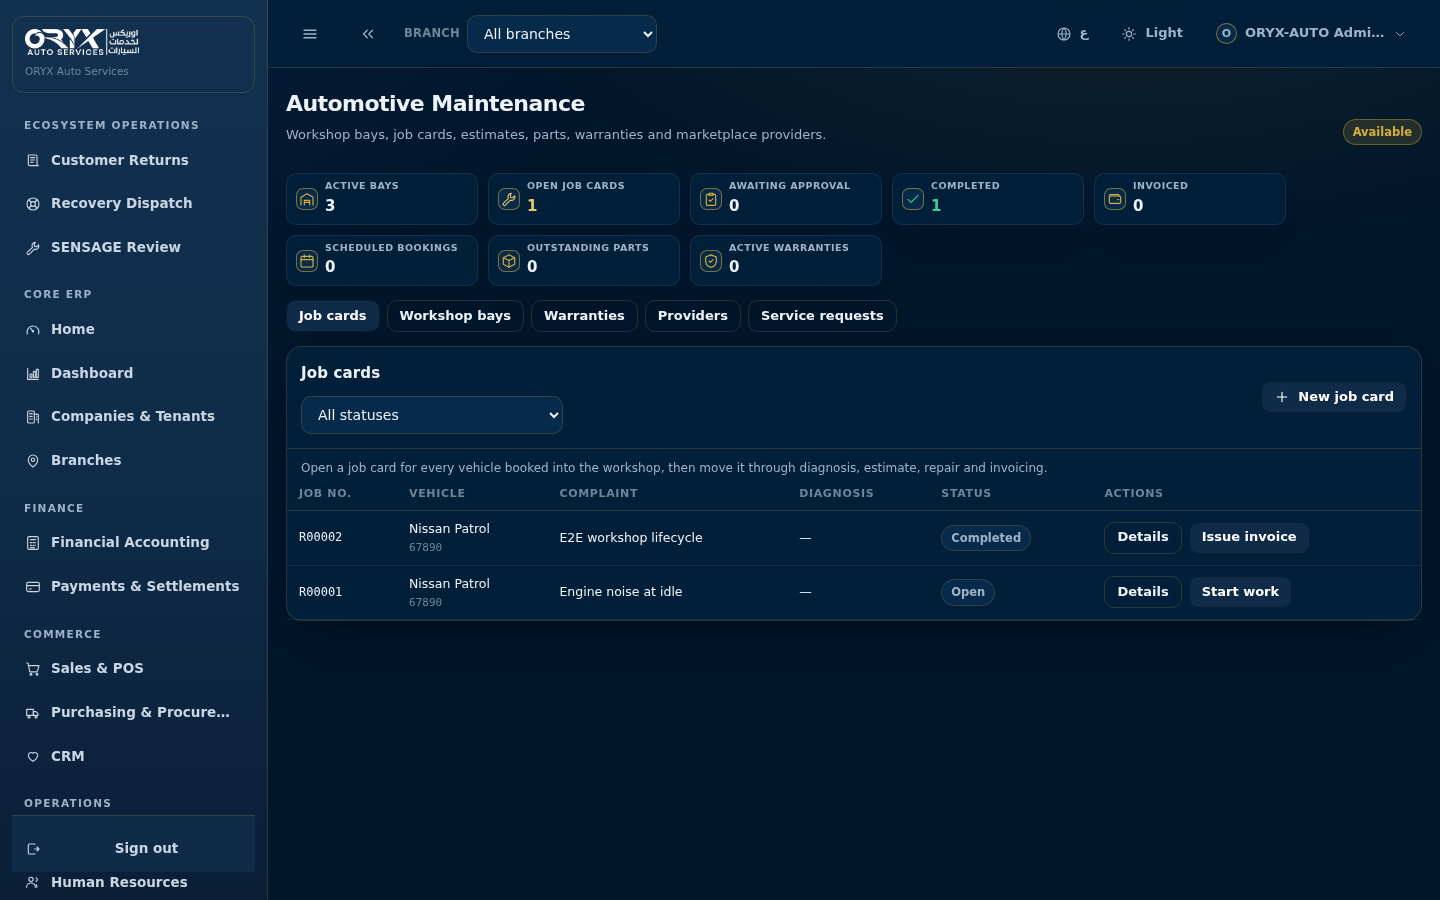 ORYX
AUTO SERVICES
اوريكس
لخدمات
السيارات
ORYX Auto Services
ECOSYSTEM OPERATIONS
Customer Returns
Recovery Dispatch
SENSAGE Review
CORE ERP
Home
Dashboard
Companies & Tenants
Branches
FINANCE
Financial Accounting
Payments & Settlements
COMMERCE
Sales & POS
Purchasing & Procure…
CRM
OPERATIONS
Sign out
Human Resources
BRANCH
All branches
ع
Light
O
ORYX-AUTO Admi…
Automotive Maintenance
Workshop bays, job cards, estimates, parts, warranties and marketplace providers.
Available
ACTIVE BAYS
3
OPEN JOB CARDS
1
AWAITING APPROVAL
0
COMPLETED
1
INVOICED
0
SCHEDULED BOOKINGS
0
OUTSTANDING PARTS
0
ACTIVE WARRANTIES
0
Job cards
Workshop bays
Warranties
Providers
Service requests
Job cards
All statuses
New job card
Open a job card for every vehicle booked into the workshop, then move it through diagnosis, estimate, repair and invoicing.
JOB NO. VEHICLE COMPLAINT DIAGNOSIS STATUS ACTIONS
R00002 Nissan Patrol 67890 E2E workshop lifecycle — Completed Details Issue invoice
R00001 Nissan Patrol 67890 Engine noise at idle — Open Details Start work